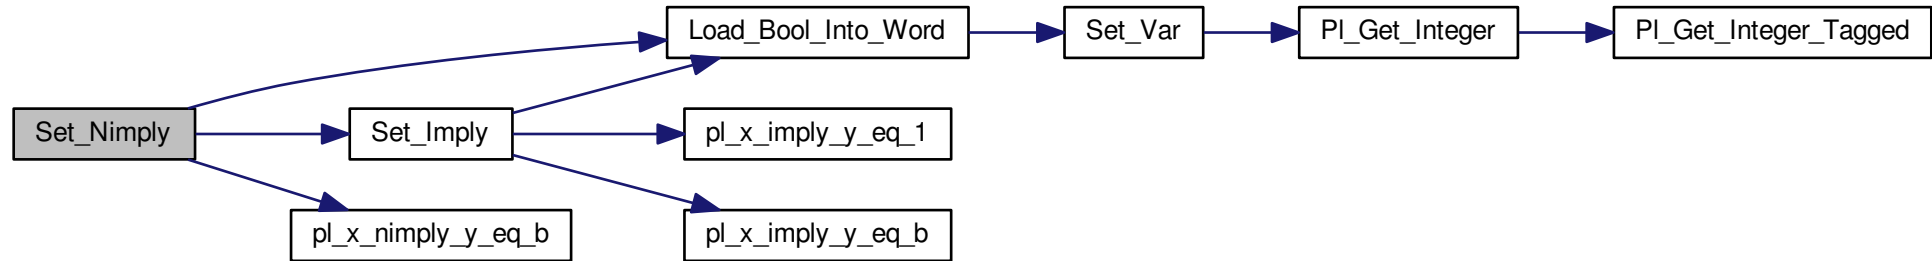 Load_Bool_Into_Word
Set_Var
Pl_Get_Integer
Pl_Get_Integer_Tagged
Set_Nimply
Set_Imply
pl_x_imply_y_eq_1
pl_x_nimply_y_eq_b
pl_x_imply_y_eq_b